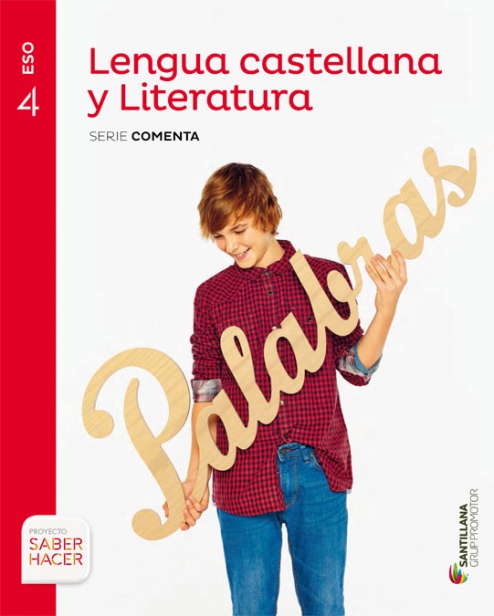 4 ESO
Lengua castellana
y Literatura
SERIE COMENTA
Palabras
PROYECTO
SABER
HACER
SANTILLANA
GRUP PROMOTOR